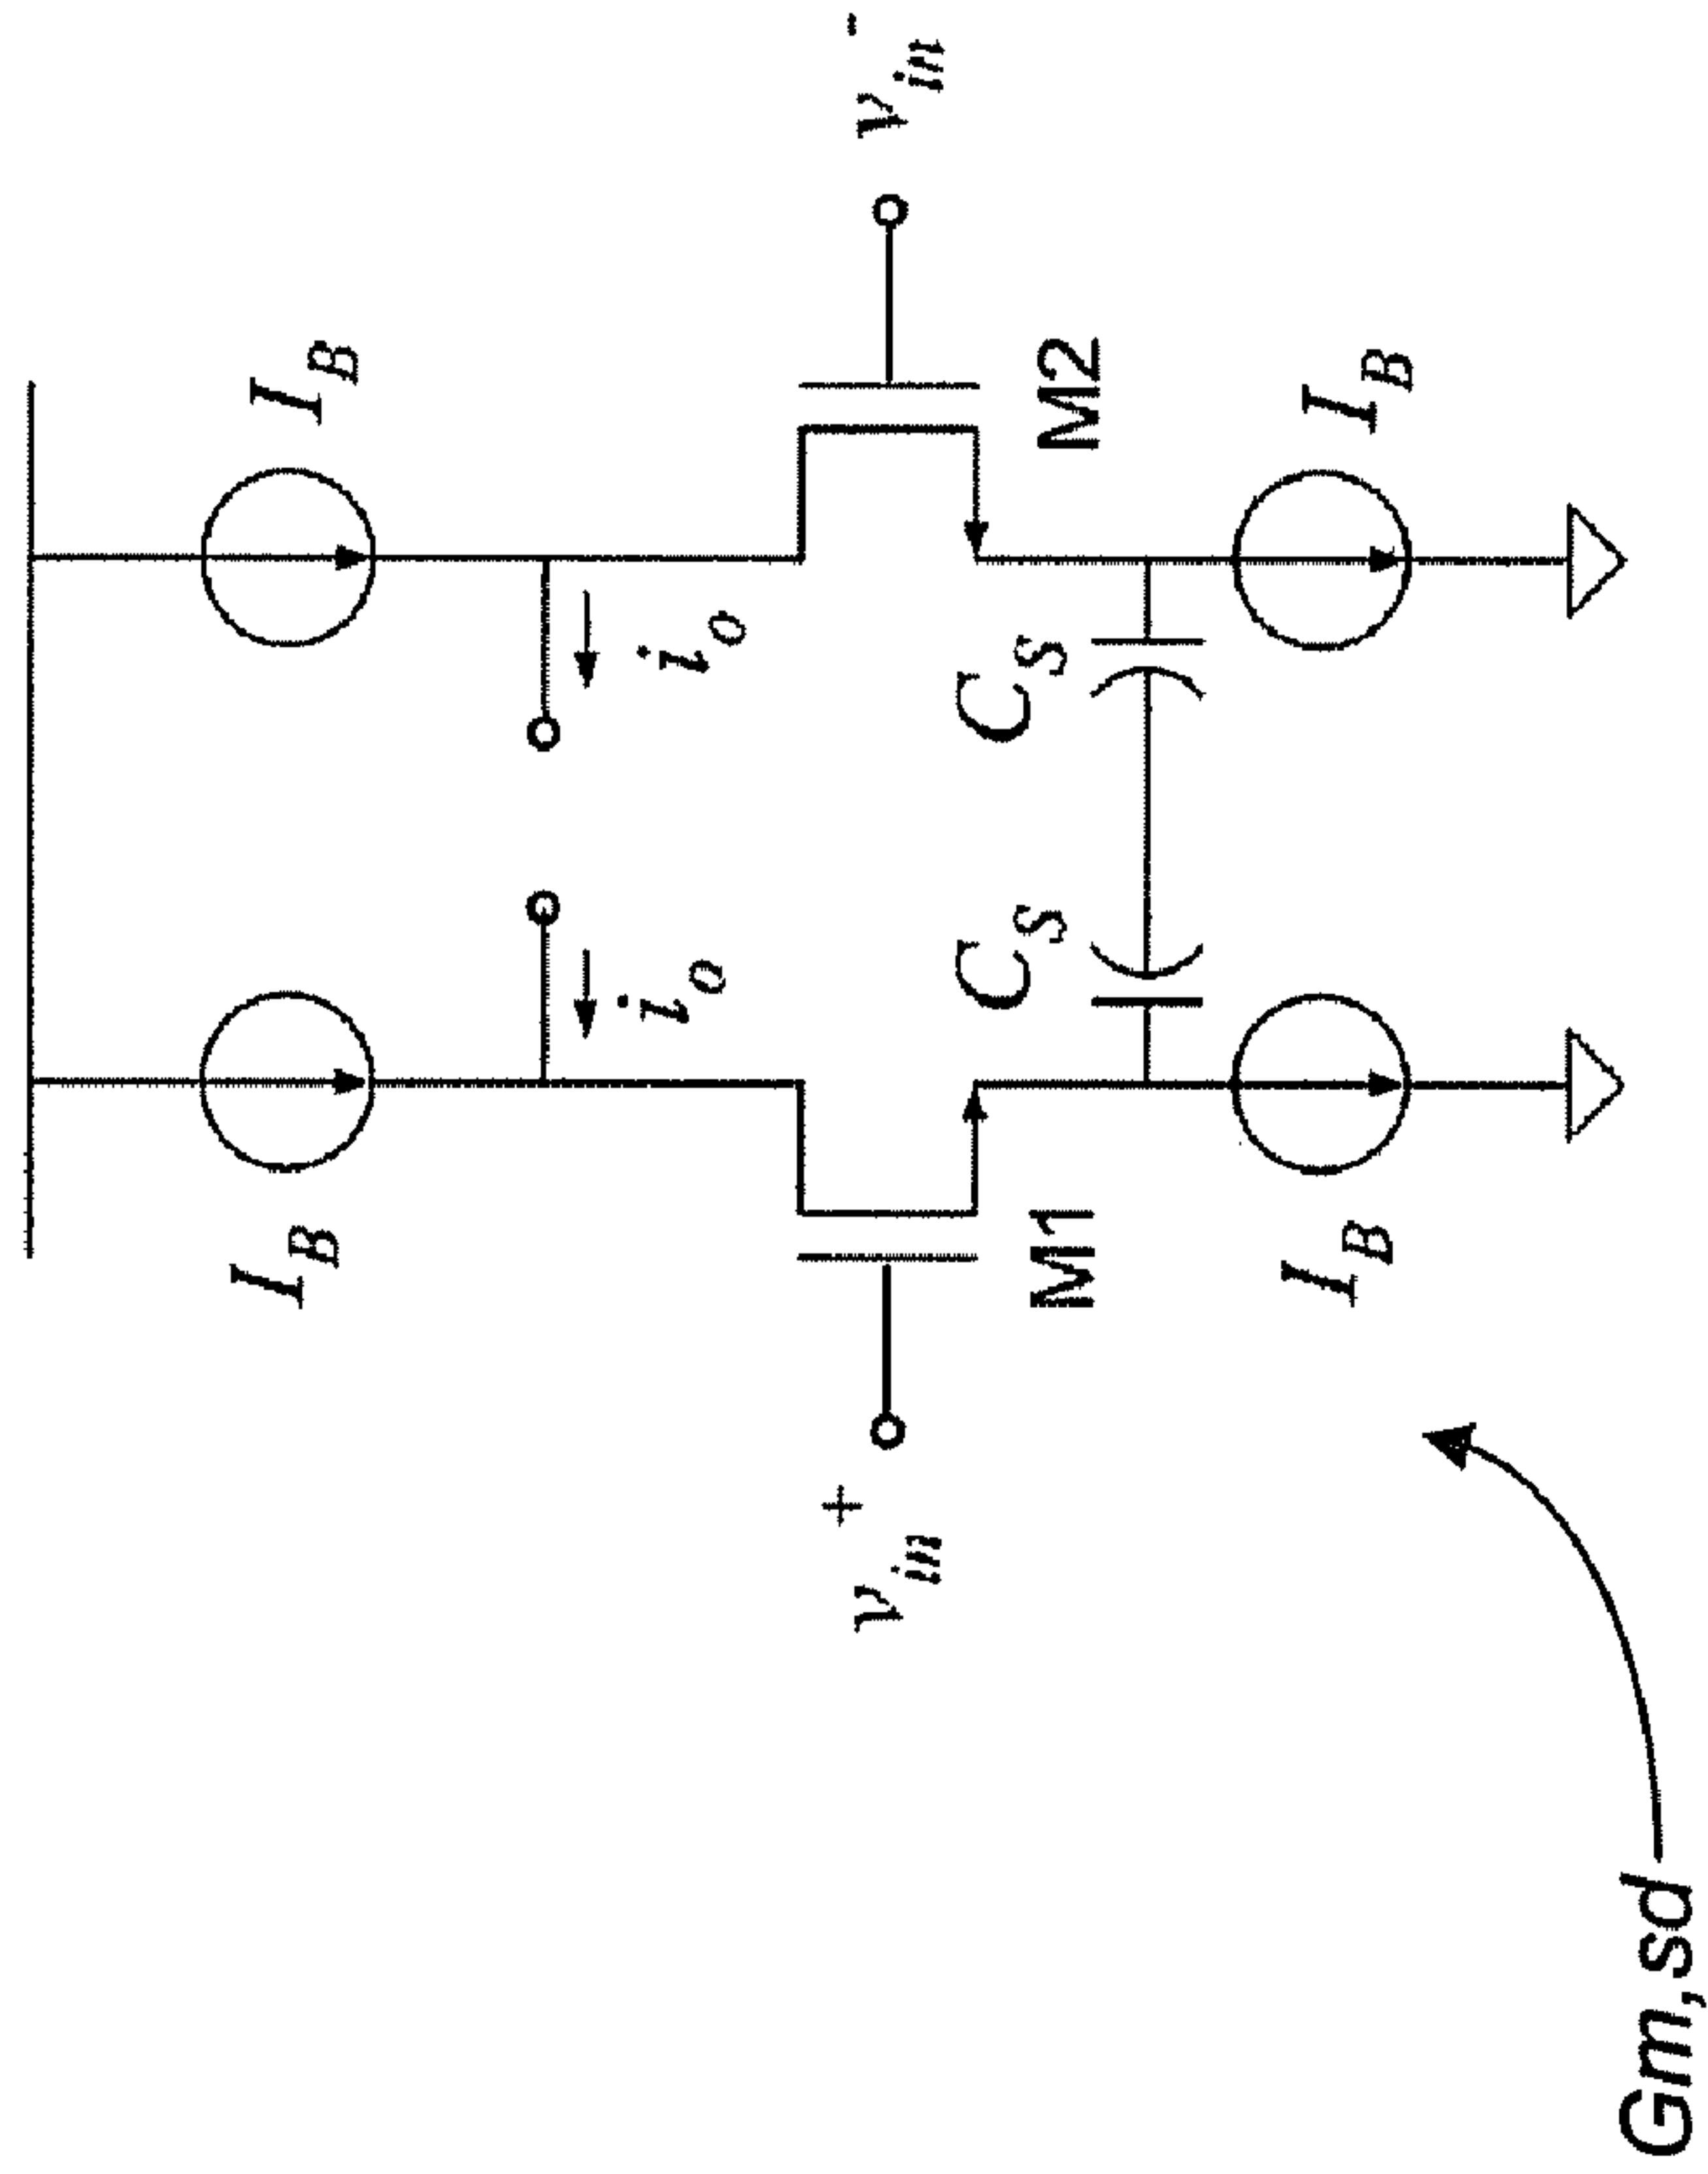 I_B
I_B
i_o
i_o
v_in^+
v_in^-
C_S
C_S
M1
M2
I_B
I_B
Gm,sd